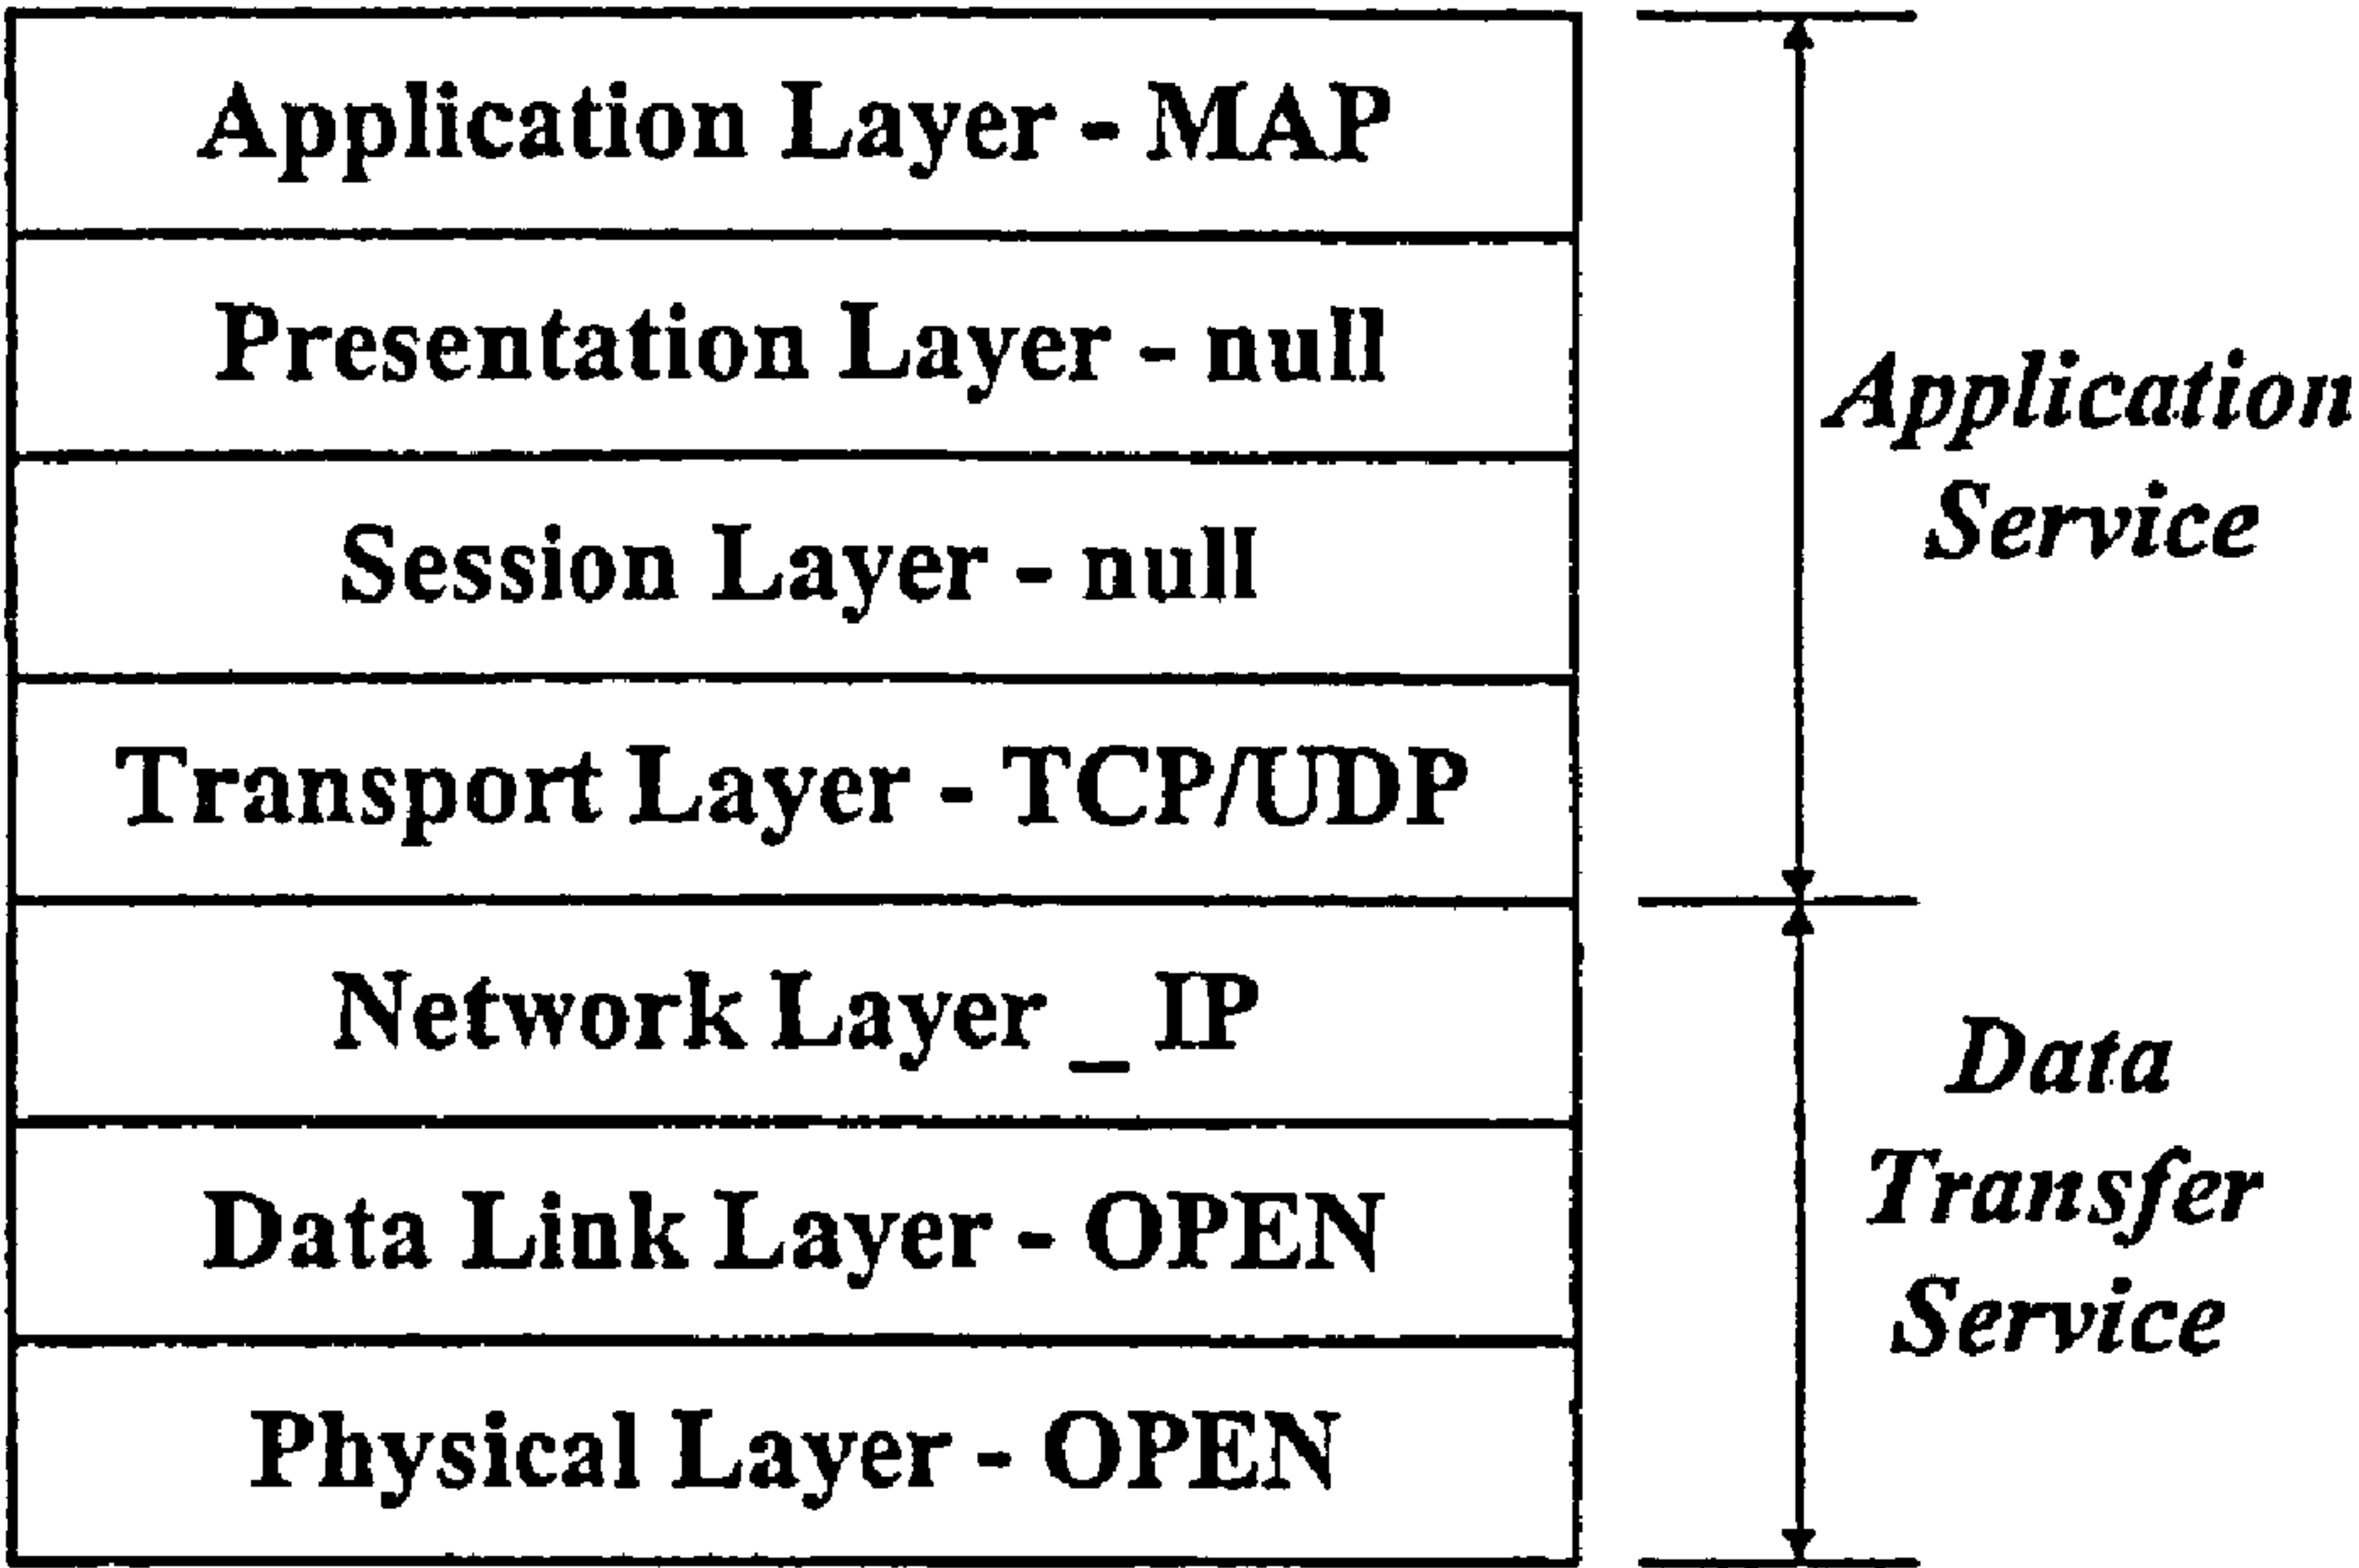 Application Layer - MAP
Presentation Layer - null
Session Layer - null
Transport Layer - TCP/UDP
Network Layer _ IP
Data Link Layer - OPEN
Physical Layer - OPEN
Application
Service
Data
Transfer
Service